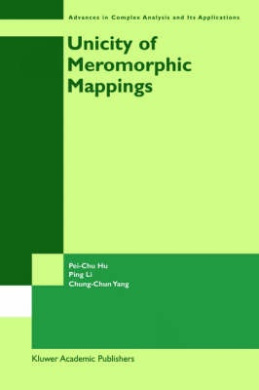 Advances in Complex Analysis and Its Applications
Unicity of
Meromorphic
Mappings
Pei-Chu Hu
Ping Li
Chung-Chun Yang
Kluwer Academic Publishers